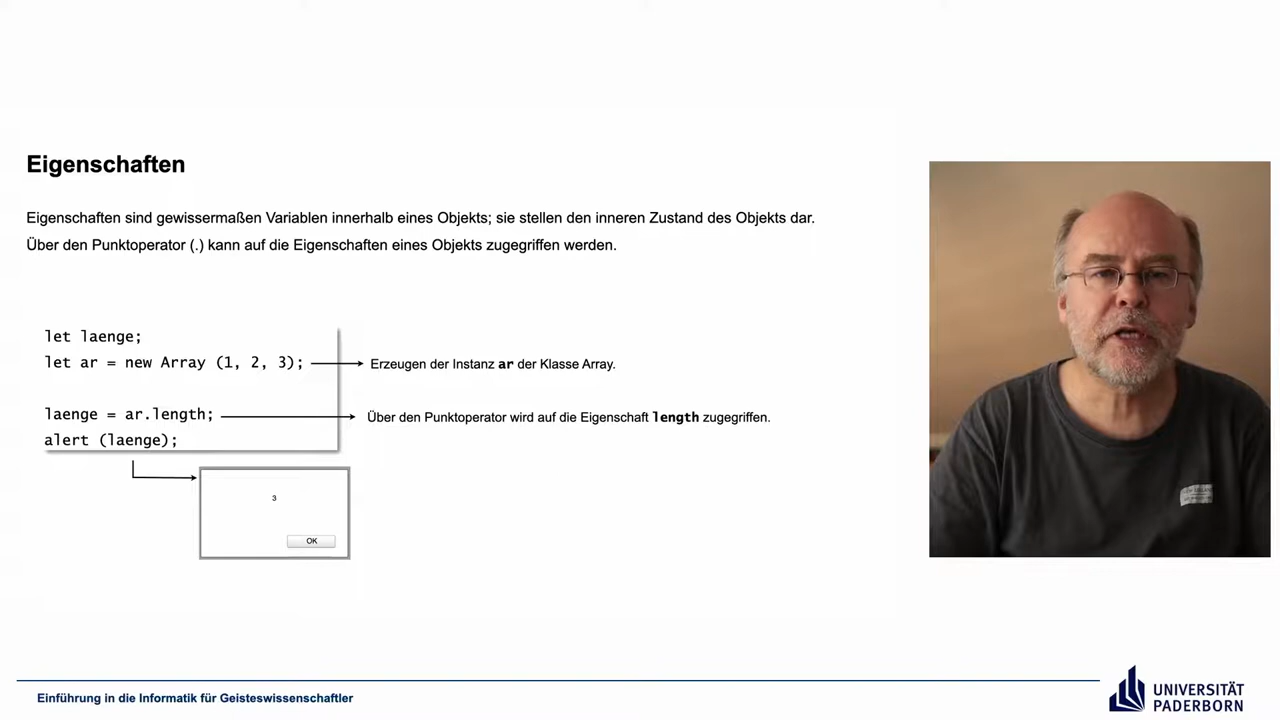 Eigenschaften
Eigenschaften sind gewissermaßen Variablen innerhalb eines Objekts; sie stellen den inneren Zustand des Objekts dar.
Über den Punktoperator (.) kann auf die Eigenschaften eines Objekts zugegriffen werden.
let laenge;
let ar = new Array (1, 2, 3);
Erzeugen der Instanz ar der Klasse Array.
laenge = ar.length;
Über den Punktoperator wird auf die Eigenschaft length zugegriffen.
alert (laenge);
3
OK
Einführung in die Informatik für Geisteswissenschaftler
UNIVERSITÄT
PADERBORN